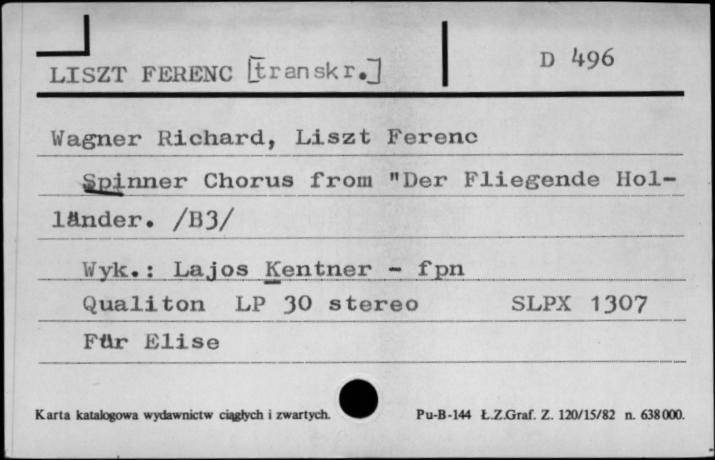 LISZT FERENC [transkr.]
D 496
Wagner Richard, Liszt Ferenc
Spinner Chorus from "Der Fliegende Hol-
länder. /B3/
Wyk.: Lajos Kentner - fpn
Qualiton LP 30 stereo SLPX 1307
Für Elise
Karta katalogowa wydawnictw ciągłych i zwartych. Pu-B-144 Ł.Z.Graf. Z. 120/15/82 n. 638000.